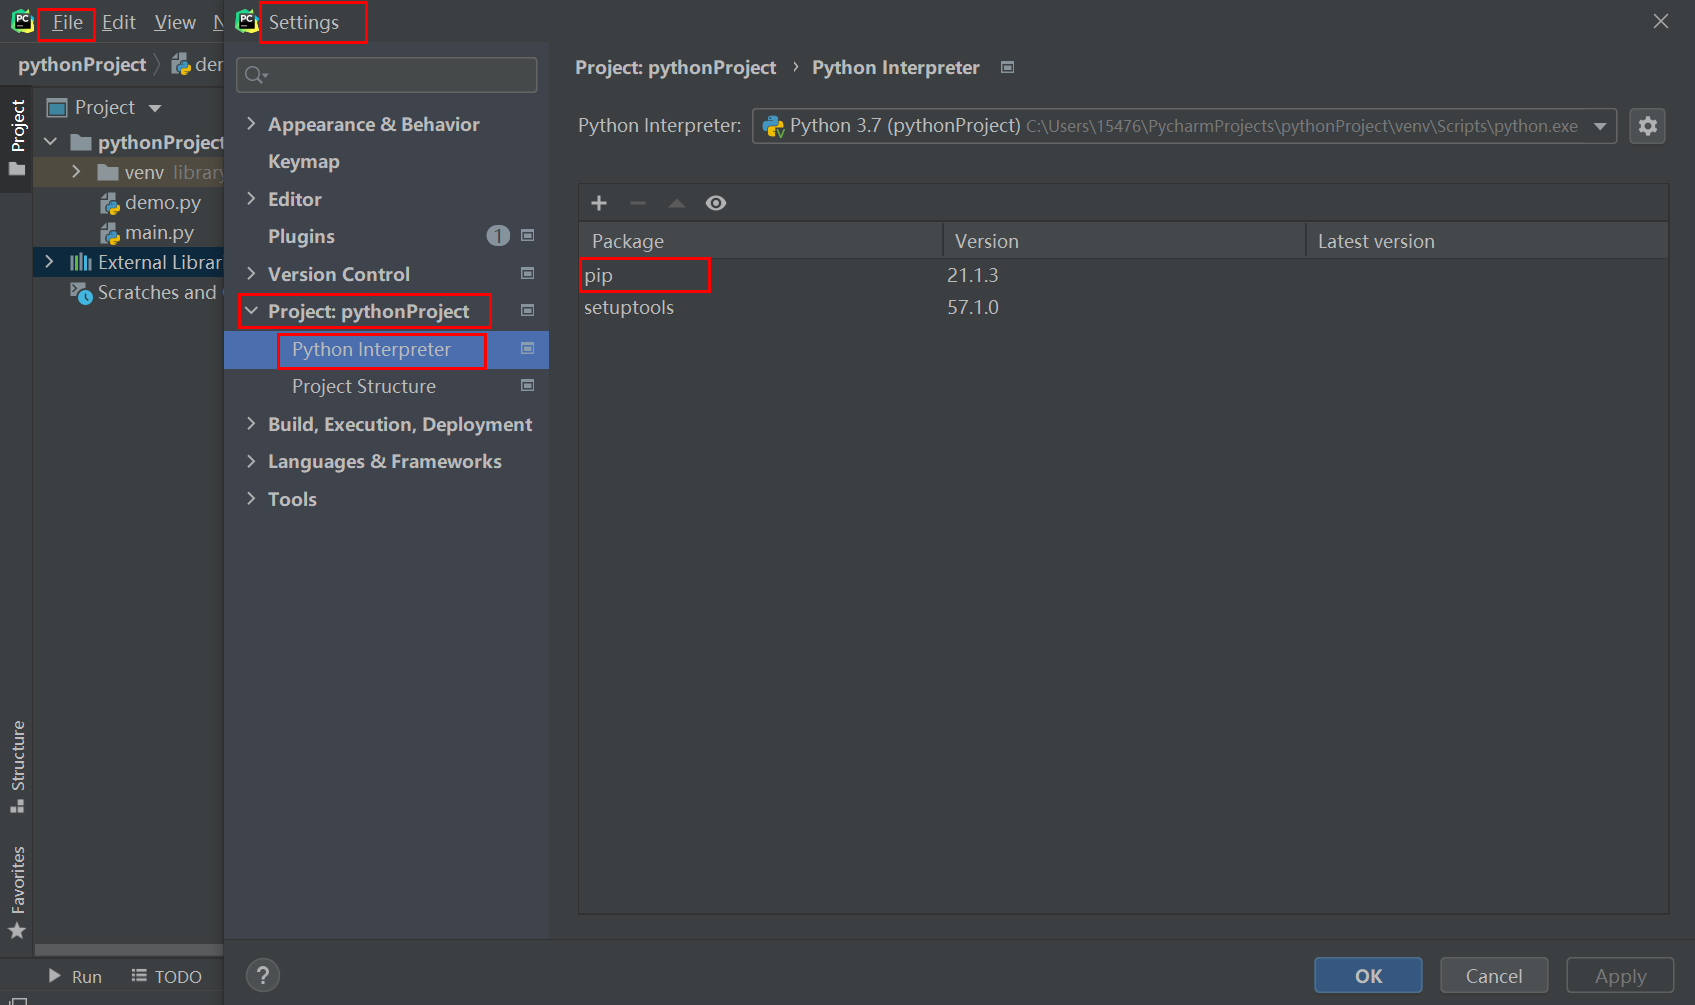 PC File Edit View N
PC Settings
pythonProject der
Project
Project
pythonProject
venv library
demo.py
main.py
External Librari
Scratches and
Structure
Favorites
Run TODO
Appearance & Behavior
Keymap
Editor
Plugins 1
Version Control
Project: pythonProject
Python Interpreter
Project Structure
Build, Execution, Deployment
Languages & Frameworks
Tools
?
Project: pythonProject › Python Interpreter
Python Interpreter: Python 3.7 (pythonProject) C:\Users\15476\PycharmProjects\pythonProject\venv\Scripts\python.exe
Package Version Latest version
pip 21.1.3
setuptools 57.1.0
OK Cancel Apply